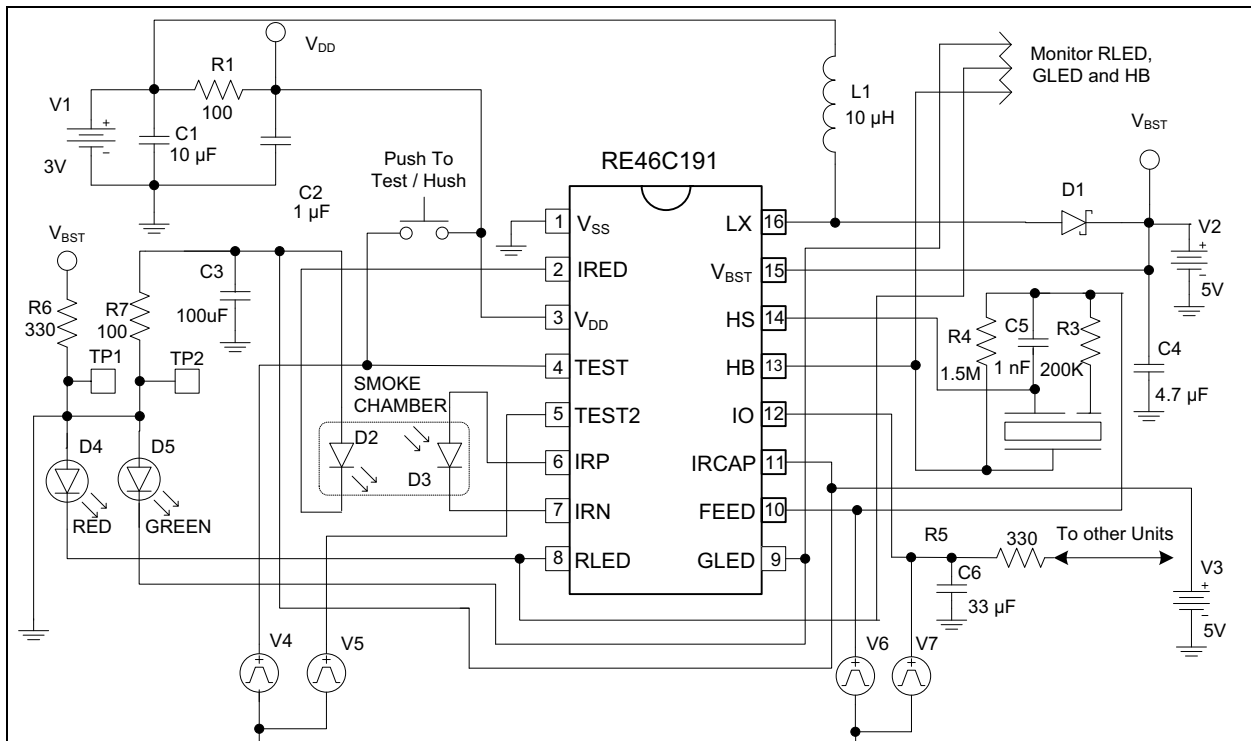 V1
3V
C1
10 µF
R1
100
VDD
C2
1 µF
Push To
Test / Hush
L1
10 µH
Monitor RLED,
GLED and HB
VBST
D1
V2
5V
RE46C191
1 VSS
2 IRED
3 VDD
4 TEST
5 TEST2
6 IRP
7 IRN
8 RLED
LX 16
VBST 15
HS 14
HB 13
IO 12
IRCAP 11
FEED 10
GLED 9
VBST
R6
330
R7
100
C3
100uF
TP1
TP2
D4
RED
D5
GREEN
SMOKE
CHAMBER
D2
D3
R4
1.5M
C5
1 nF
R3
200K
C4
4.7 µF
R5
330
To other Units
C6
33 µF
V3
5V
V4
V5
V6
V7
+
−
+
−
+
−
+
+
+
+